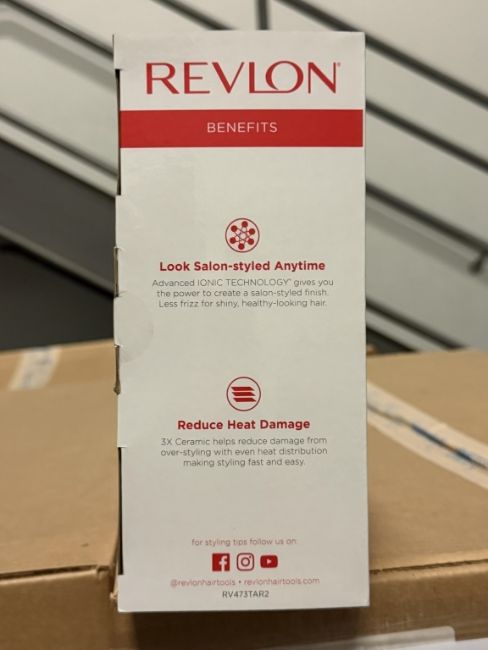 REVLON®
BENEFITS
Look Salon-styled Anytime
Advanced IONIC TECHNOLOGY™ gives you
the power to create a salon-styled finish.
Less frizz for shiny, healthy-looking hair.
Reduce Heat Damage
3X Ceramic helps reduce damage from
over-styling with even heat distribution
making styling fast and easy.
for styling tips follow us on:
@revlonhairtools • revlonhairtools.com
RV473TAR2